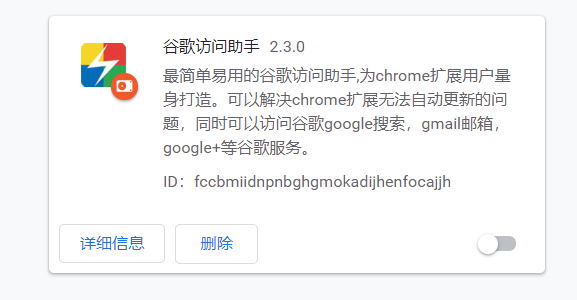 谷歌访问助手 2.3.0
最简单易用的谷歌访问助手,为chrome扩展用户量
身打造。可以解决chrome扩展无法自动更新的问
题，同时可以访问谷歌google搜索，gmail邮箱，
google+等谷歌服务。
ID：fccbmiidnpnbghgmokadijhenfocajjh
详细信息 删除